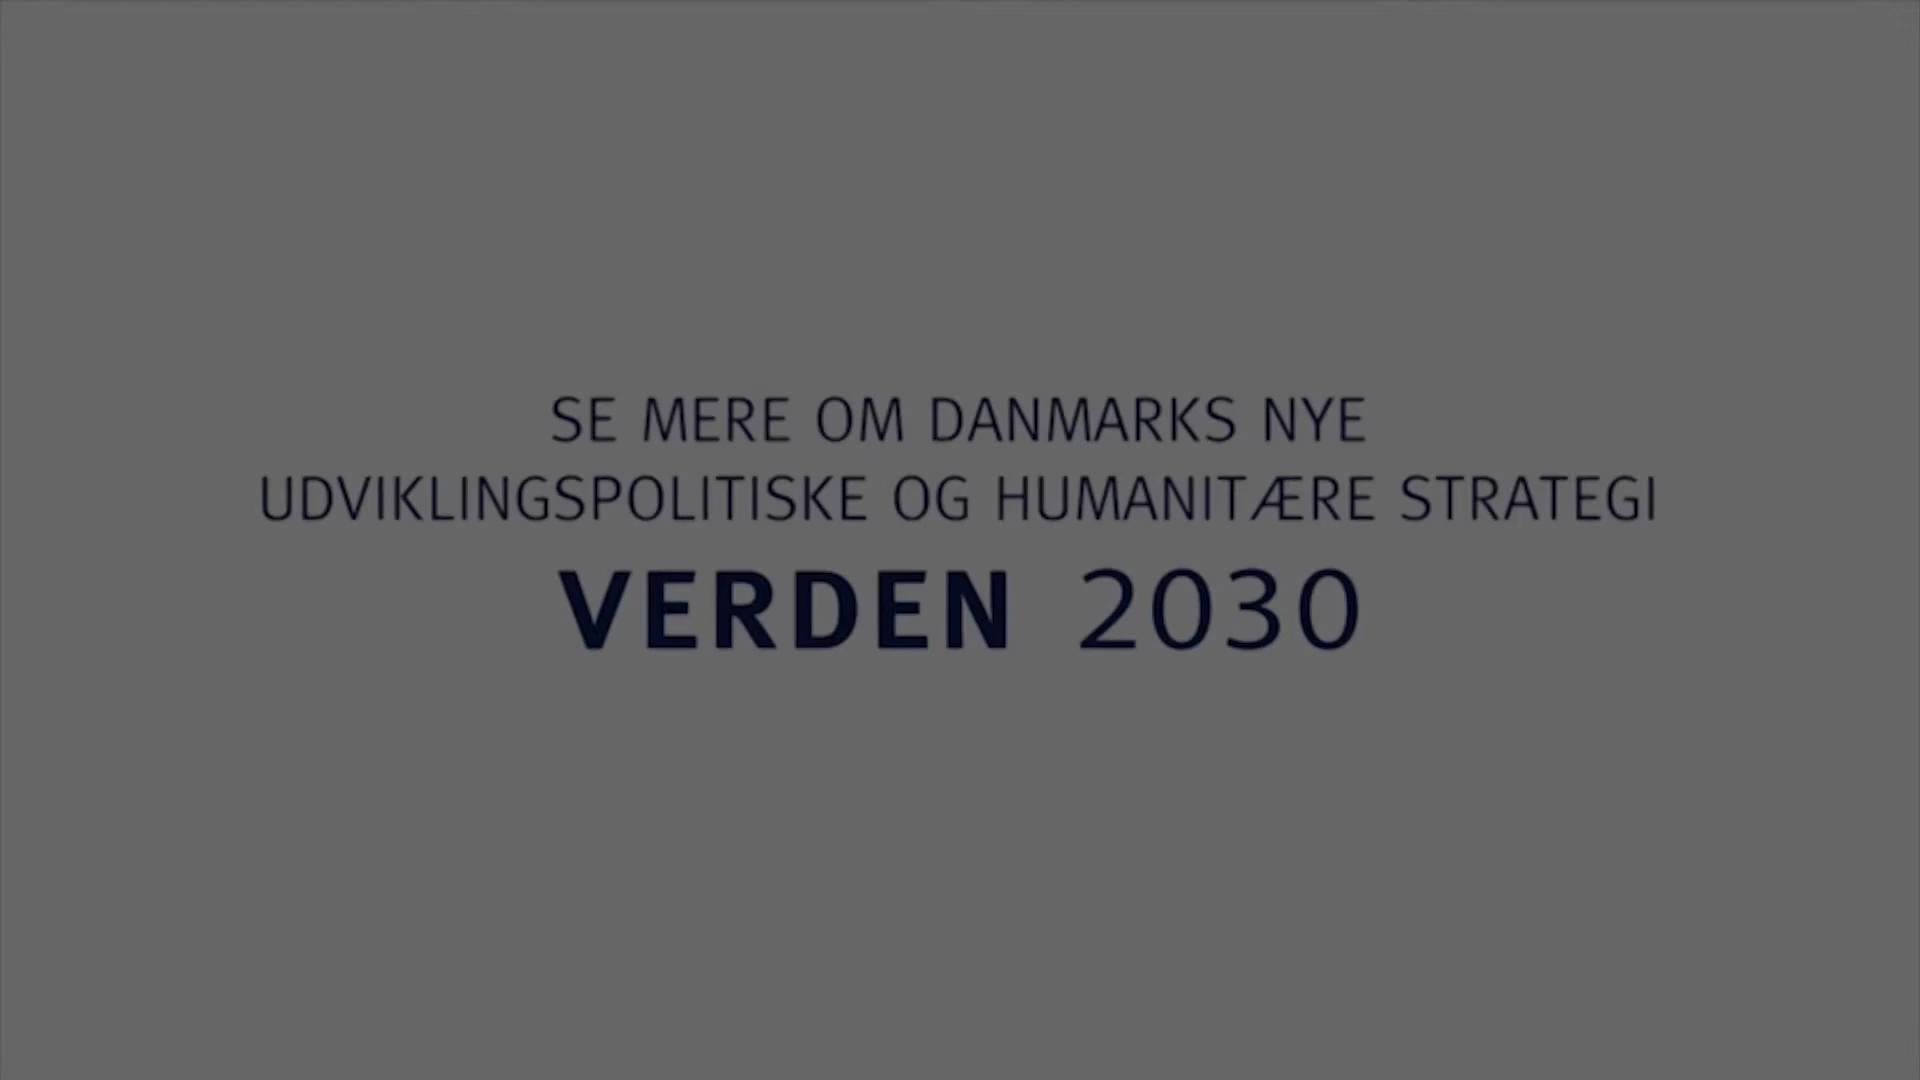 SE MERE OM DANMARKS NYE
UDVIKLINGSPOLITISKE OG HUMANITÆRE STRATEGI
VERDEN 2030